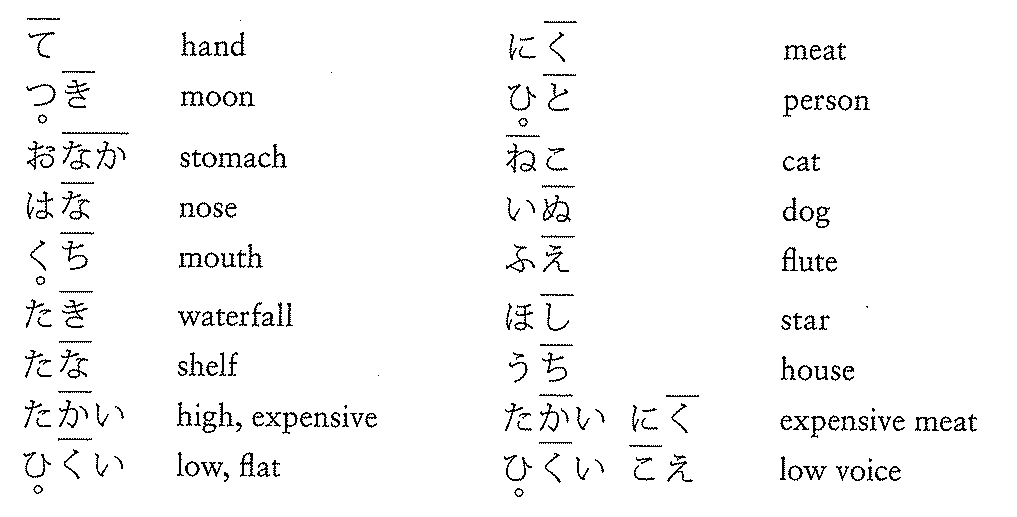 て hand にく meat
つき moon ひと person
おなか stomach ねこ cat
はな nose いぬ dog
くち mouth ふえ flute
たき waterfall ほし star
たな shelf うち house
たかい high, expensive たかい にく expensive meat
ひくい low, flat ひくい こえ low voice